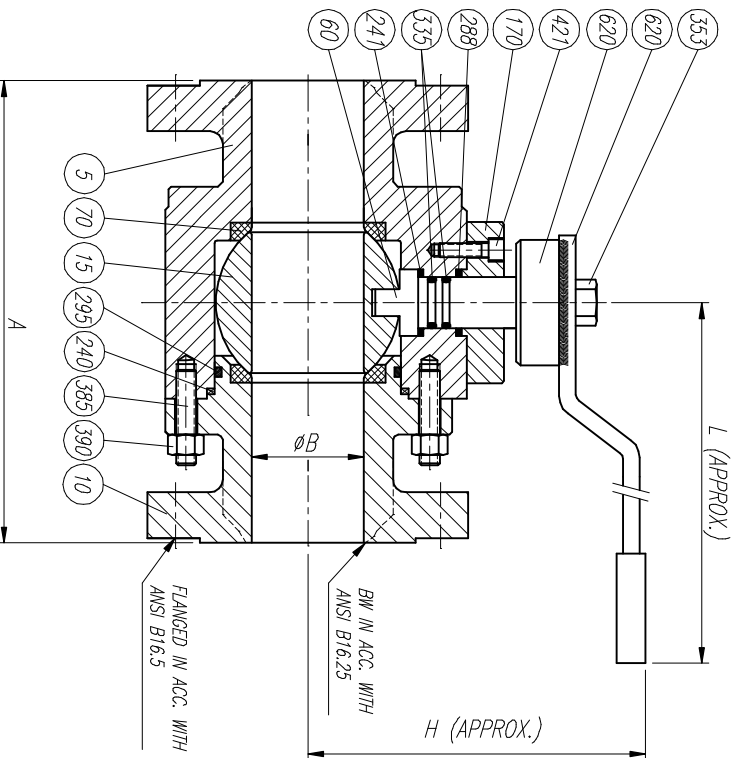 60
241
335
288
170
421
620
620
353
5
70
15
295
240
385
390
10
A
øB
L (APPROX.)
H (APPROX.)
BW IN ACC. WITH
ANSI B16.25
FLANGED IN ACC. WITH
ANSI B16.5